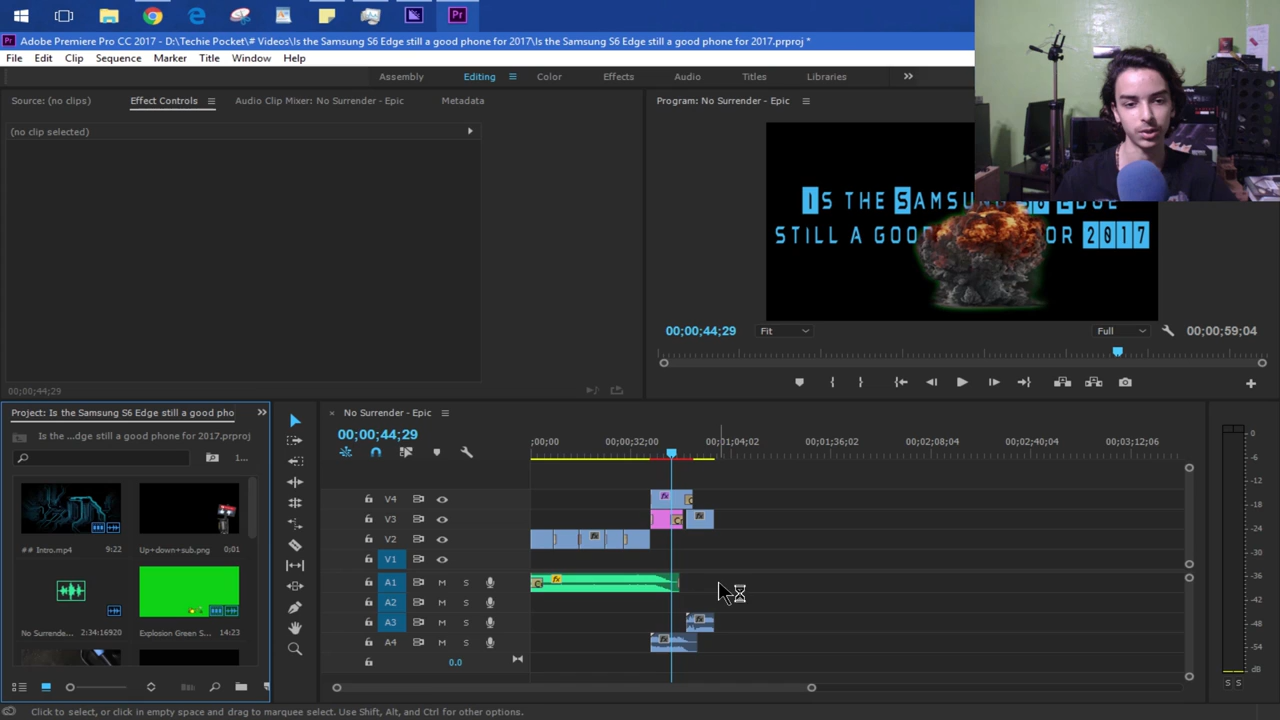 Adobe Premiere Pro CC 2017 - D:\Techie Pocket\# Videos\Is the Samsung S6 Edge still a good phone for 2017\Is the Samsung S6 Edge still a good phone for 2017.prproj *
File Edit Clip Sequence Marker Title Window Help
Assembly Editing Color Effects Audio Titles Libraries
Source: (no clips) Effect Controls Audio Clip Mixer: No Surrender - Epic Metadata
Program: No Surrender - Epic
(no clip selected)
IS THE SAMSUNG S6 EDGE
STILL A GOOD OR 2017
00;00;44;29 Fit Full 00;00;59;04
00;00;44;29
Project: Is the Samsung S6 Edge still a good pho
Is the ...dge still a good phone for 2017.prproj
1...
## Intro.mp4 9:22
Up+down+sub.png 0;01
No Surrende... 2:34:16920
Explosion Green S... 14:23
No Surrender - Epic
00;00;44;29
;00;00 00;00;32;00 00;01;04;02 00;01;36;02 00;02;08;04 00;02;40;04 00;03;12;06
V4 fx
V3 fx
V2 fx
V1
A1 M S fx
A2 M S
A3 M S fx
A4 M S fx
0.0
0
-6
-12
-18
-24
-30
-36
-42
-48
-54
dB
S S
Click to select, or click in empty space and drag to marquee select. Use Shift, Alt, and Ctrl for other options.